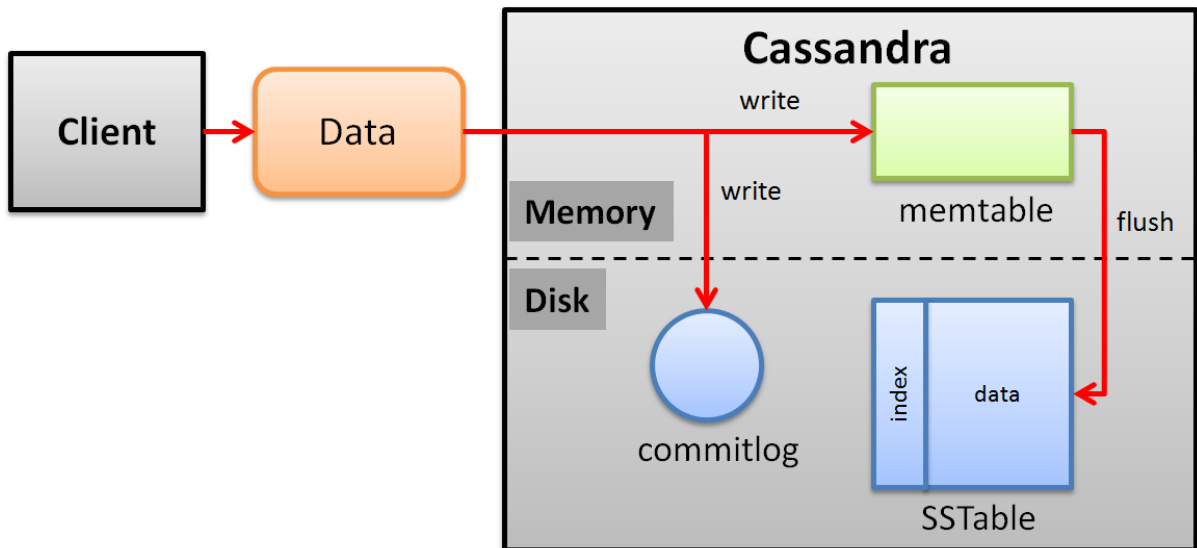 Cassandra
Client
Data
write
write
Memory
memtable
flush
Disk
index
data
commitlog
SSTable